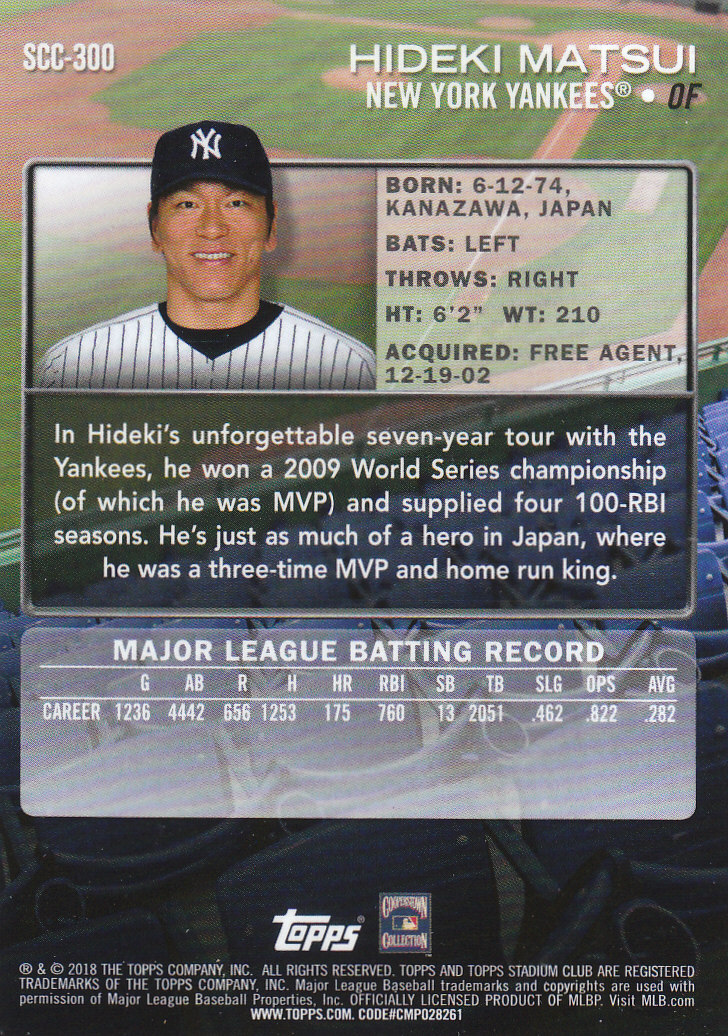 SCC-300
HIDEKI MATSUI
NEW YORK YANKEES® • OF
NY
BORN: 6-12-74,
KANAZAWA, JAPAN
BATS: LEFT
THROWS: RIGHT
HT: 6'2" WT: 210
ACQUIRED: FREE AGENT,
12-19-02
In Hideki's unforgettable seven-year tour with the
Yankees, he won a 2009 World Series championship
(of which he was MVP) and supplied four 100-RBI
seasons. He's just as much of a hero in Japan, where
he was a three-time MVP and home run king.
MAJOR LEAGUE BATTING RECORD
G AB R H HR RBI SB TB SLG OPS AVG
CAREER 1236 4442 656 1253 175 760 13 2051 .462 .822 .282
Topps®
COOPERSTOWN
COLLECTION
® & © 2018 THE TOPPS COMPANY, INC. ALL RIGHTS RESERVED. TOPPS AND TOPPS STADIUM CLUB ARE REGISTERED
TRADEMARKS OF THE TOPPS COMPANY, INC. Major League Baseball trademarks and copyrights are used with
permission of Major League Baseball Properties, Inc. OFFICIALLY LICENSED PRODUCT OF MLBP. Visit MLB.com
WWW.TOPPS.COM. CODE#CMP028261